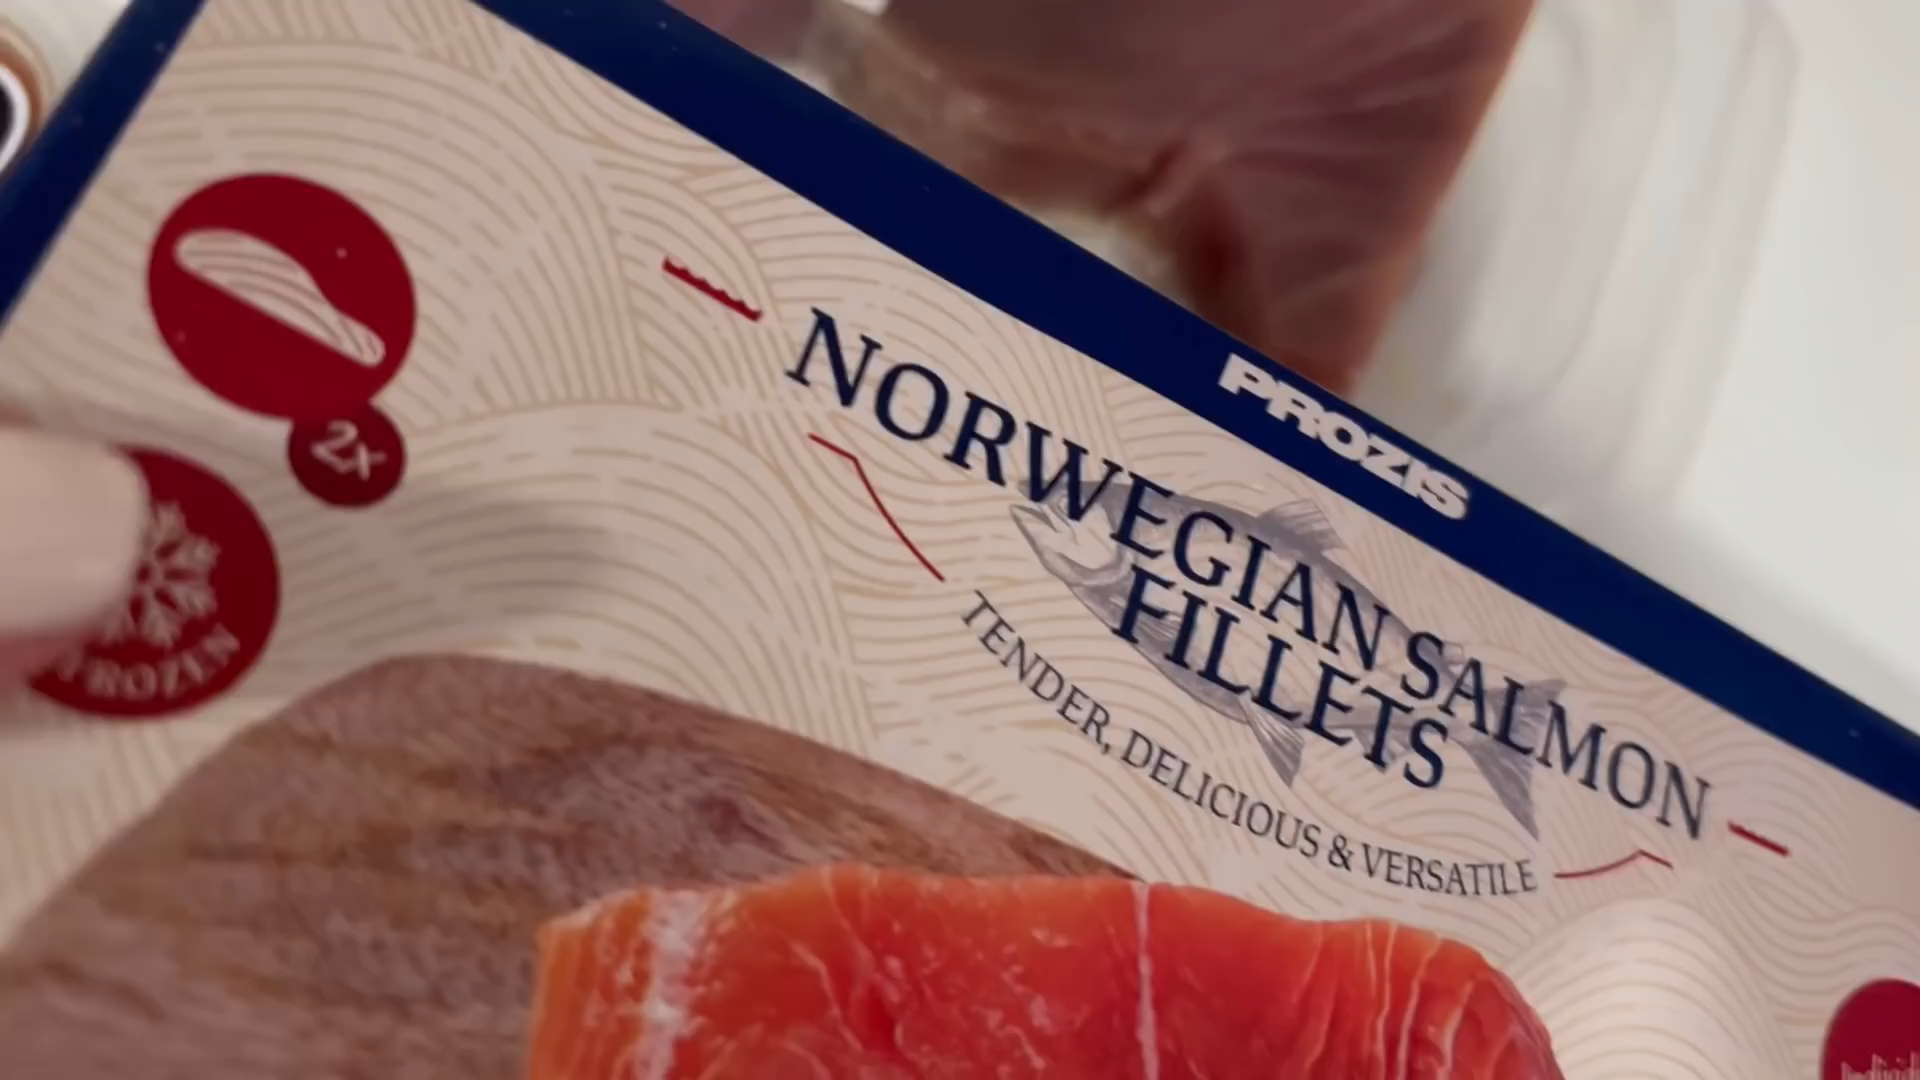 PROZIS
NORWEGIAN SALMON
FILLETS
TENDER, DELICIOUS & VERSATILE
2x
FROZEN